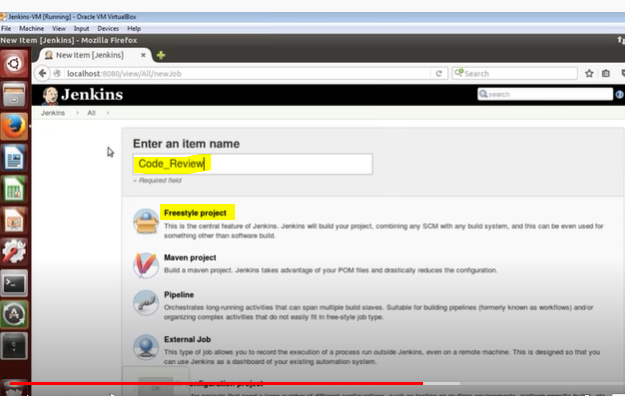 Jenkins-VM [Running] - Oracle VM VirtualBox
File Machine View Input Devices Help
New Item [Jenkins] - Mozilla Firefox
New Item [Jenkins]
localhost:8080/view/All/newJob
Search
Jenkins
search
Jenkins
All
Enter an item name
Code_Review
» Required field
Freestyle project
This is the central feature of Jenkins. Jenkins will build your project, combining any SCM with any build system, and this can be even used for
something other than software build.
Maven project
Build a maven project. Jenkins takes advantage of your POM files and drastically reduces the configuration.
Pipeline
Orchestrates long-running activities that can span multiple build slaves. Suitable for building pipelines (formerly known as workflows) and/or
organizing complex activities that do not easily fit in free-style job type.
External Job
This type of job allows you to record the execution of a process run outside Jenkins, even on a remote machine. This is designed so that you
can use Jenkins as a dashboard of your existing automation system.
project